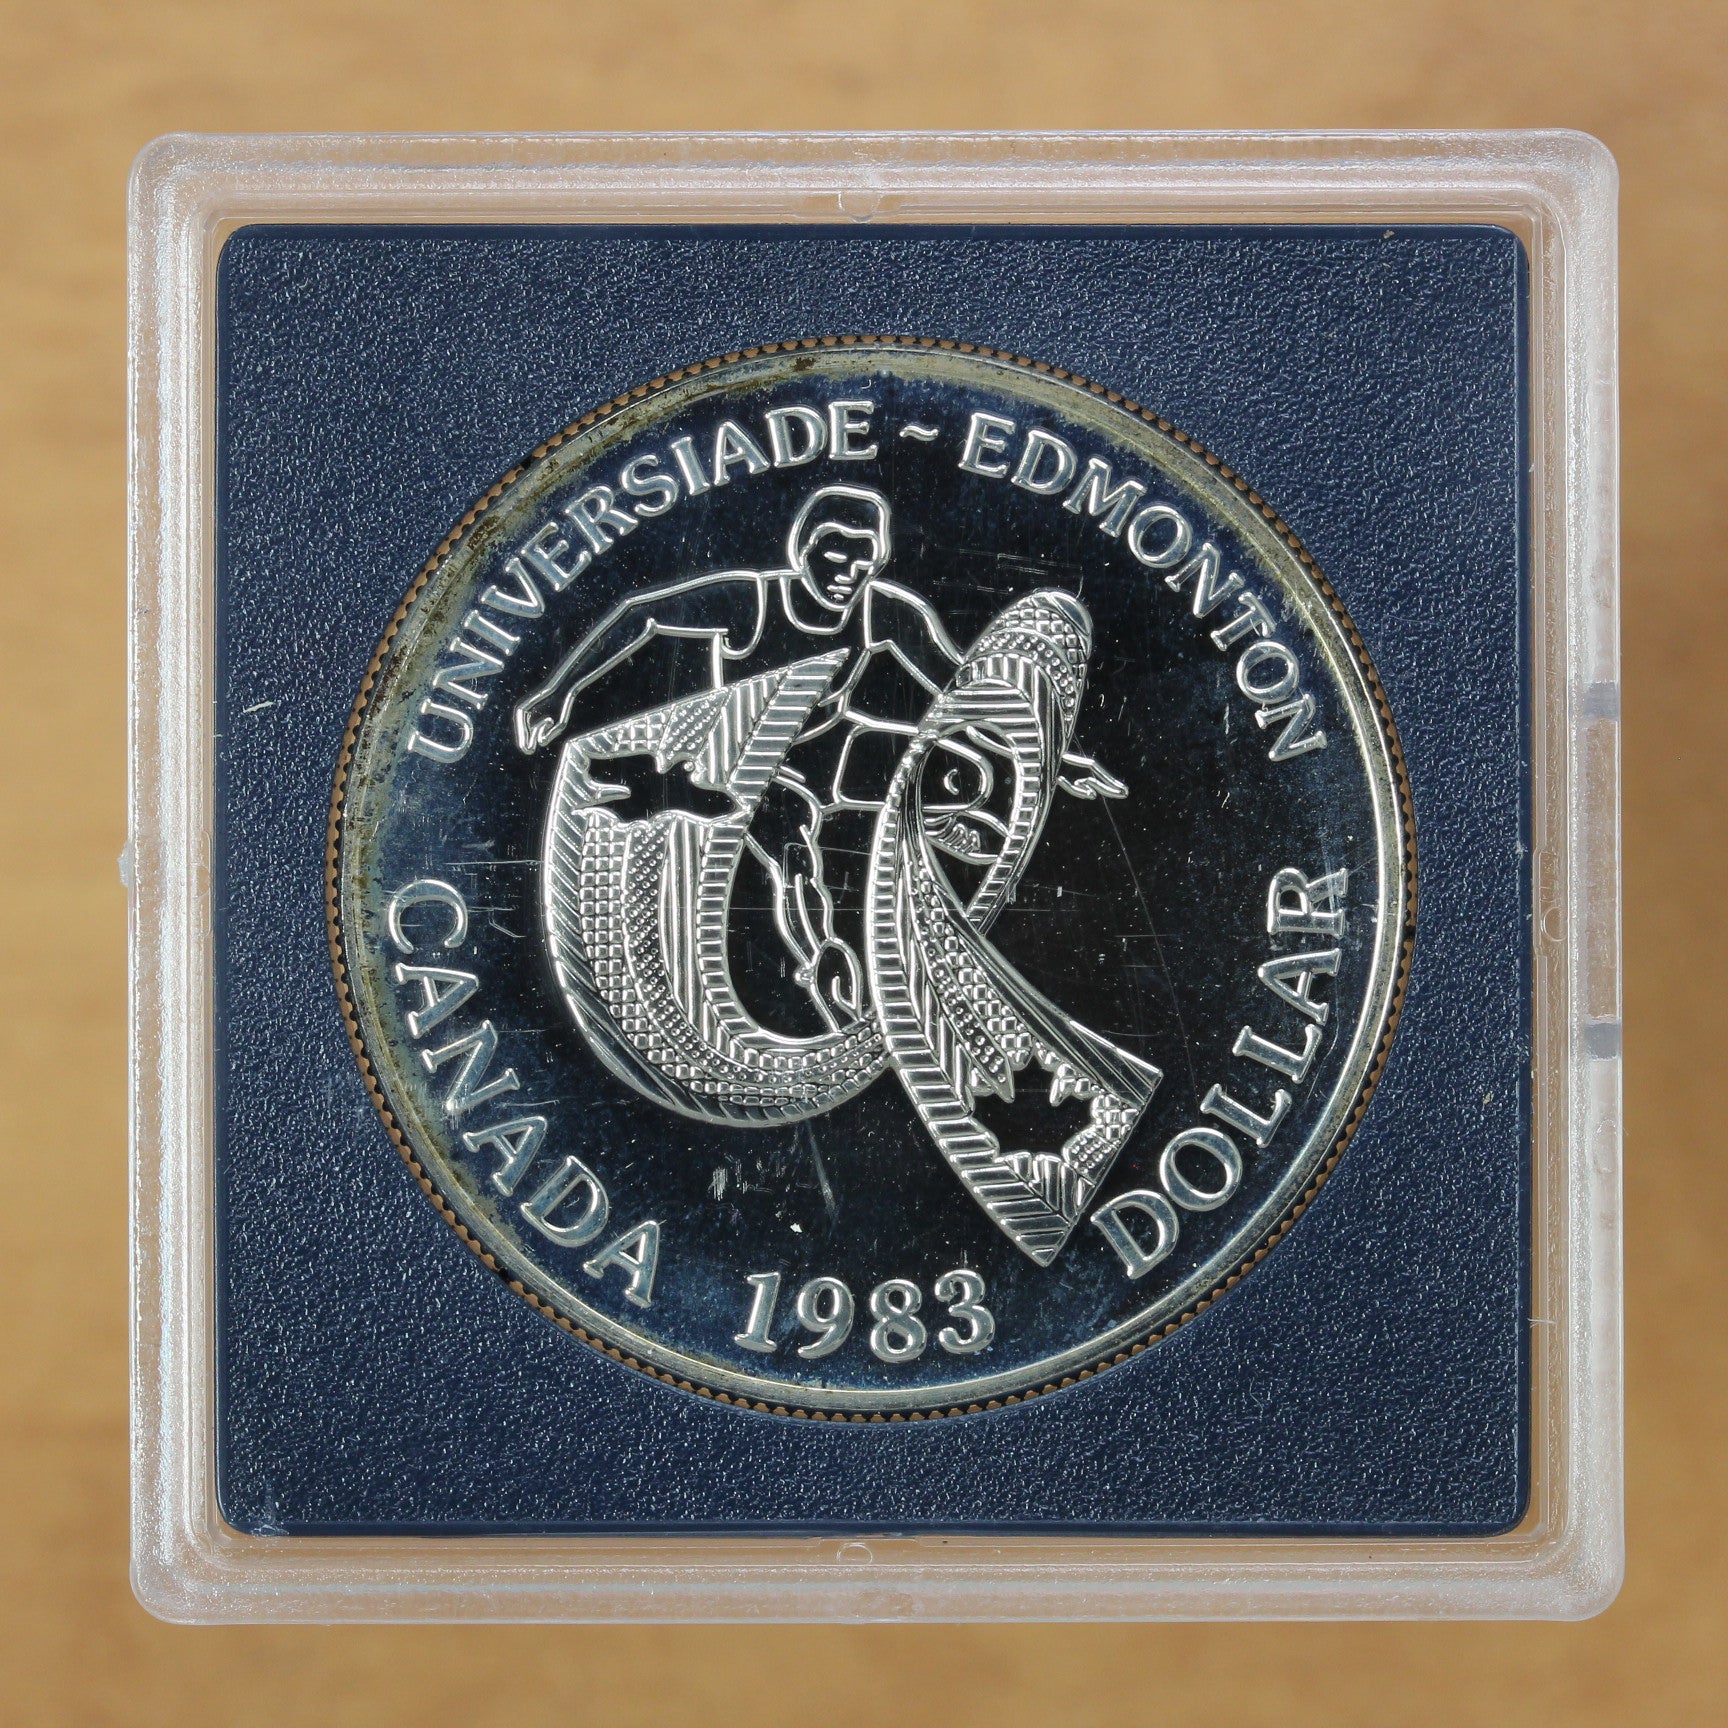 UNIVERSIADE ~ EDMONTON
CANADA 1983 DOLLAR